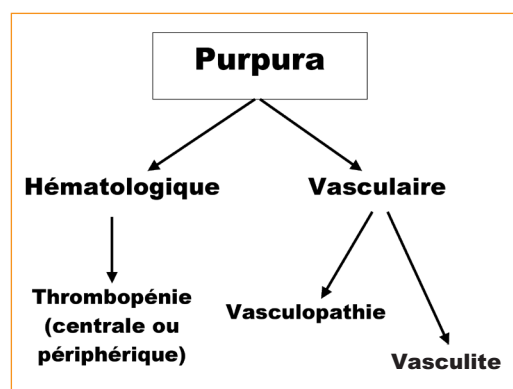 Purpura
Hématologique
Vasculaire
Thrombopénie
(centrale ou
périphérique)
Vasculopathie
Vasculite